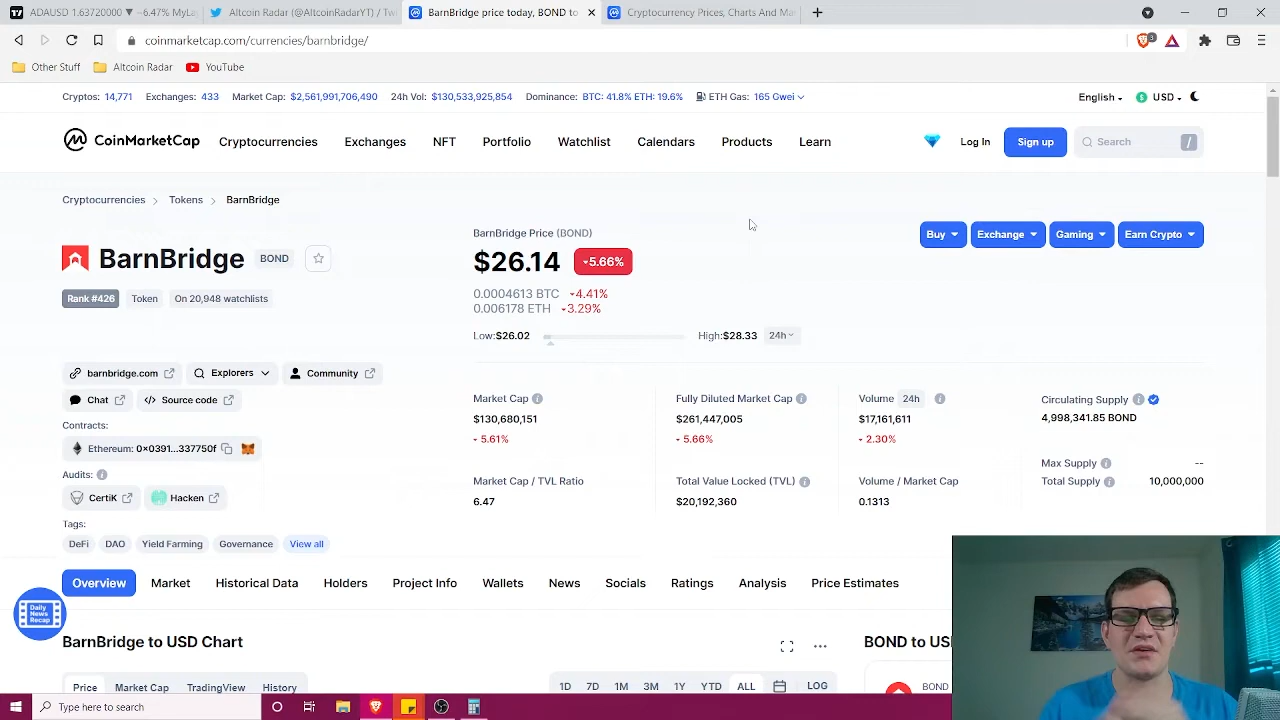 ADAUSD 1.63720000 ▼ −6.47% MyLa
Altcoin Radar (@AltcoinRadarYT) / Tw
BarnBridge price today, BOND to
Cryptocurrency Prices, Charts And Ma
coinmarketcap.com/currencies/barnbridge/
3
Other Stuff
Altcoin Radar
YouTube
Cryptos: 14,771 Exchanges: 433 Market Cap: $2,561,991,706,490 24h Vol: $130,533,925,854 Dominance: BTC: 41.8% ETH: 19.6% ETH Gas: 165 Gwei
English
USD
CoinMarketCap
Cryptocurrencies Exchanges NFT Portfolio Watchlist Calendars Products Learn
Log In
Sign up
Search /
Cryptocurrencies > Tokens > BarnBridge
BarnBridge BOND
Rank #426 Token On 20,948 watchlists
BarnBridge Price (BOND)
$26.14 5.66%
0.0004613 BTC 4.41%
0.006178 ETH 3.29%
Low:$26.02 High:$28.33 24h
Buy
Exchange
Gaming
Earn Crypto
barnbridge.com Explorers Community
Chat Source code
Contracts:
Ethereum: 0x0391...337750f
Audits:
CertiK Hacken
Tags:
DeFi DAO Yield Farming Governance View all
Market Cap
$130,680,151
5.61%
Fully Diluted Market Cap
$261,447,005
5.66%
Volume 24h
$17,161,611
2.30%
Circulating Supply
4,998,341.85 BOND
Market Cap / TVL Ratio
6.47
Total Value Locked (TVL)
$20,192,360
Volume / Market Cap
0.1313
Max Supply --
Total Supply 10,000,000
Overview Market Historical Data Holders Project Info Wallets News Socials Ratings Analysis Price Estimates
Daily
News
Recap
BarnBridge to USD Chart
BOND to US
Price Market Cap TradingView History
1D 7D 1M 3M 1Y YTD ALL LOG
BOND
Type here to search